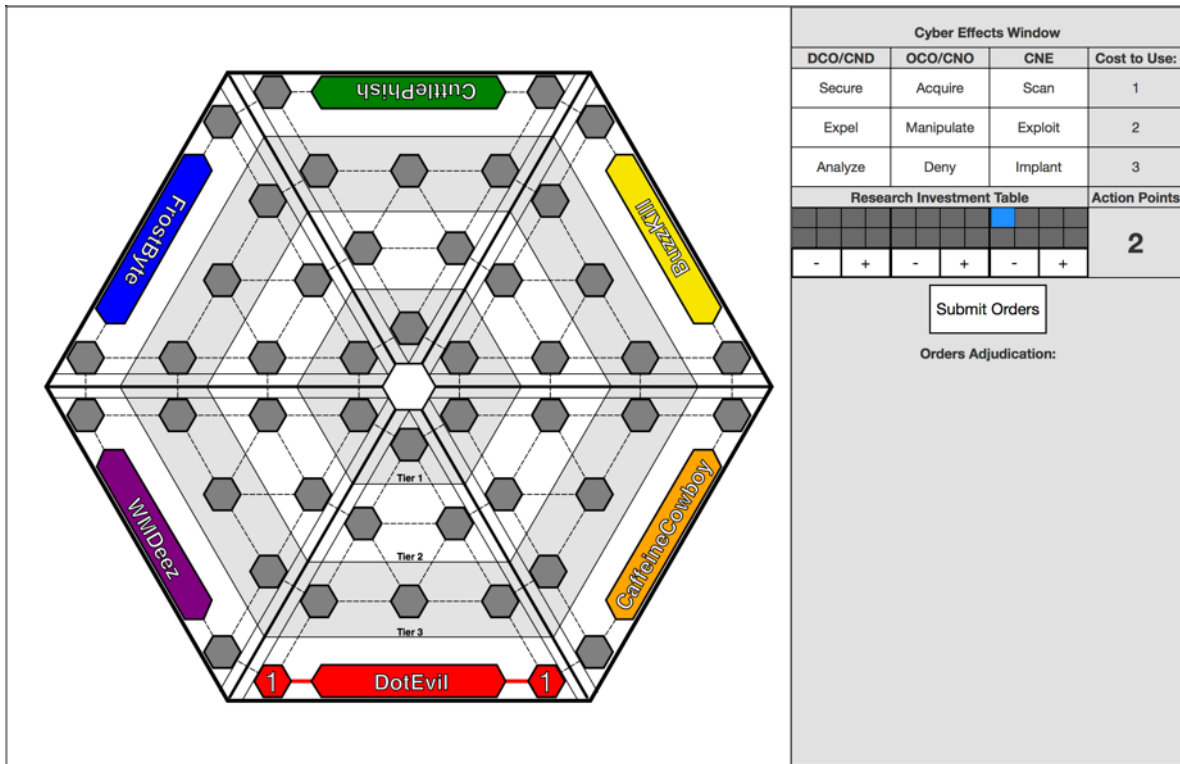 Cyber Effects Window
DCO/CND OCO/CNO CNE Cost to Use:
Secure Acquire Scan 1
Expel Manipulate Exploit 2
Analyze Deny Implant 3
Research Investment Table Action Points
- + - + - + 2
Submit Orders
Orders Adjudication:
CuttlePhish
FrostByte
BuzzKill
Tier 1
WMDeez
CaffeineCowboy
Tier 2
Tier 3
1 DotEvil 1